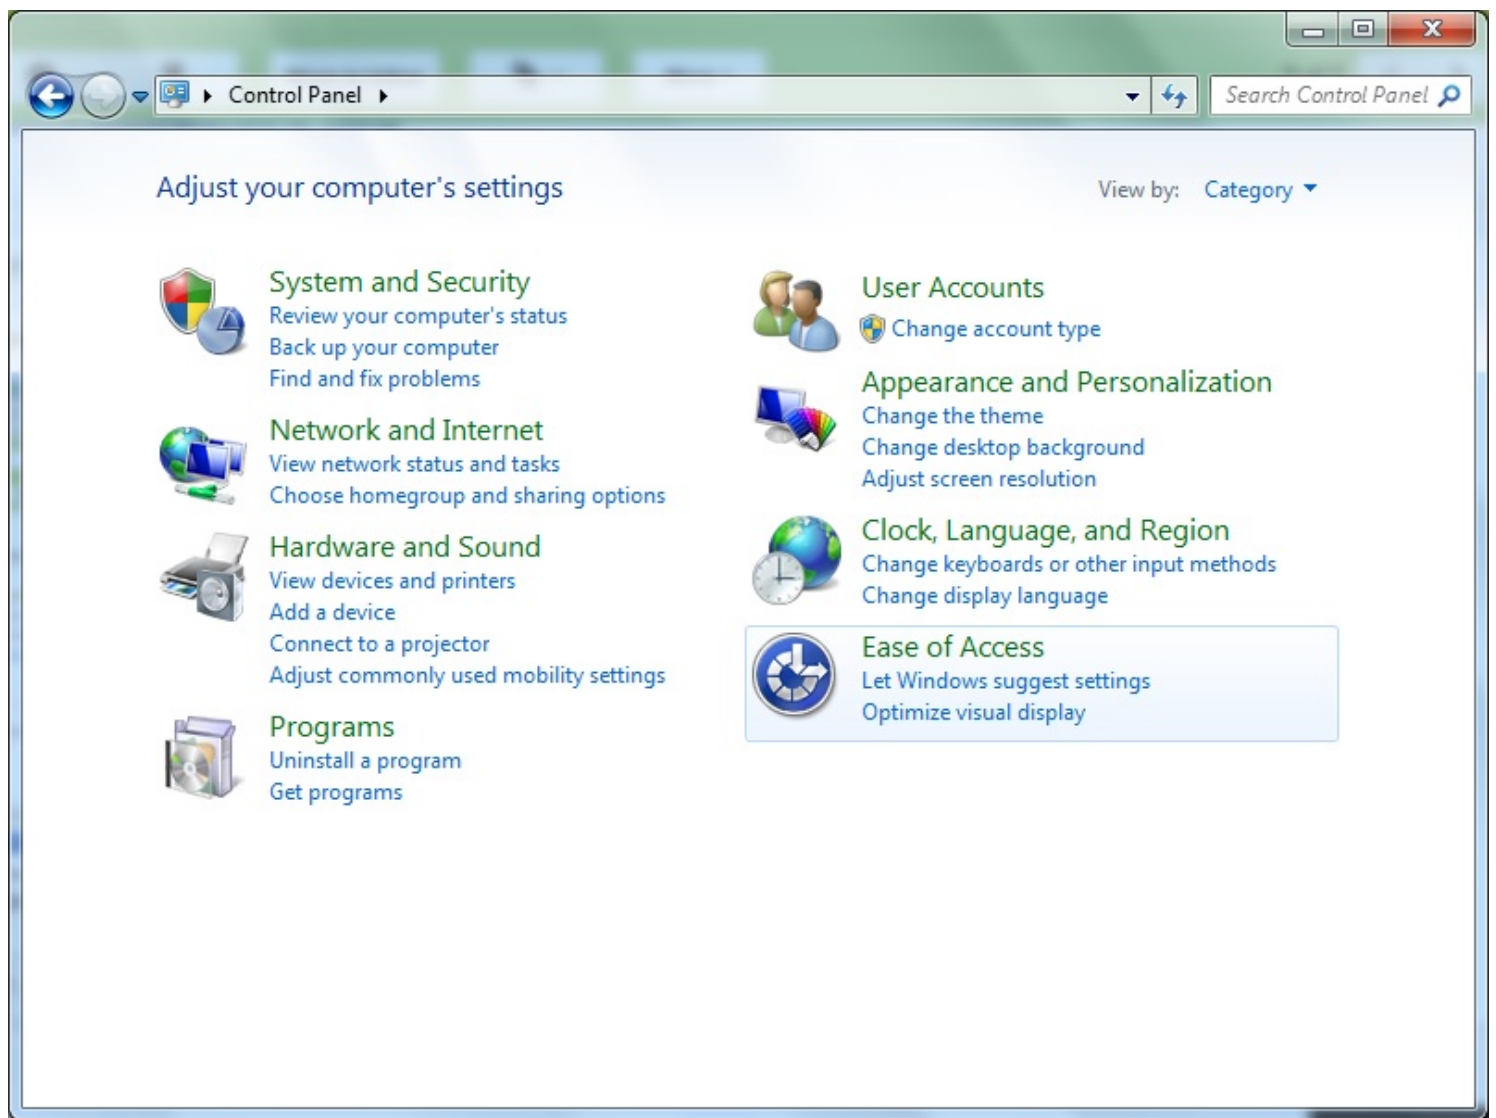 Control Panel
Search Control Panel
Adjust your computer's settings
View by: Category
System and Security
Review your computer's status
Back up your computer
Find and fix problems
Network and Internet
View network status and tasks
Choose homegroup and sharing options
Hardware and Sound
View devices and printers
Add a device
Connect to a projector
Adjust commonly used mobility settings
Programs
Uninstall a program
Get programs
User Accounts
Change account type
Appearance and Personalization
Change the theme
Change desktop background
Adjust screen resolution
Clock, Language, and Region
Change keyboards or other input methods
Change display language
Ease of Access
Let Windows suggest settings
Optimize visual display